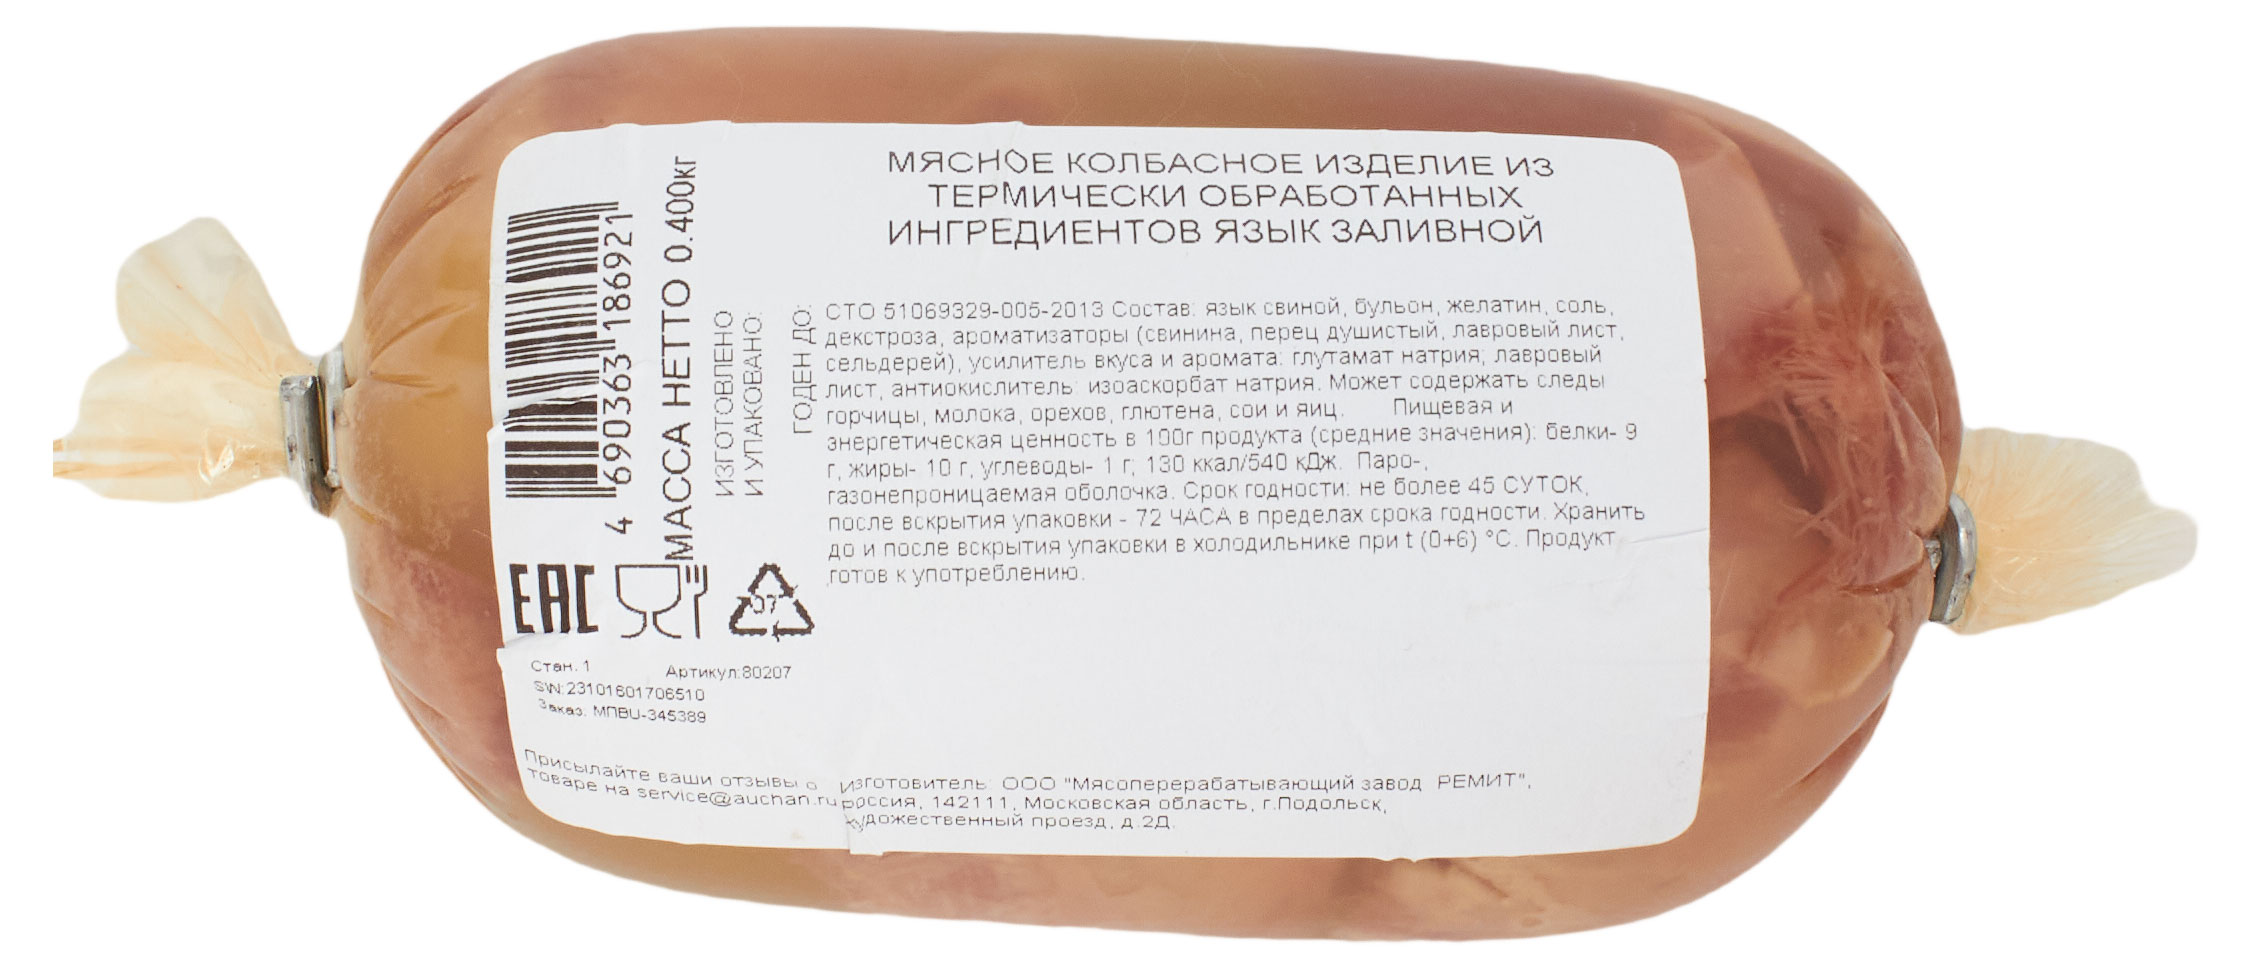 МЯСНОЕ КОЛБАСНОЕ ИЗДЕЛИЕ ИЗ
ТЕРМИЧЕСКИ ОБРАБОТАННЫХ
ИНГРЕДИЕНТОВ ЯЗЫК ЗАЛИВНОЙ
4 690363 186921
МАССА НЕТТО 0.400кг
ИЗГОТОВЛЕНО
И УПАКОВАНО:
ГОДЕН ДО:
СТО 51069329-005-2013 Состав: язык свиной, бульон, желатин, соль,
декстроза, ароматизаторы (свинина, перец душистый, лавровый лист,
сельдерей), усилитель вкуса и аромата: глутамат натрия; лавровый
лист, антиокислитель: изоаскорбат натрия. Может содержать следы
горчицы, молока, орехов, глютена, сои и яиц. Пищевая и
энергетическая ценность в 100г продукта (средние значения): белки- 9
г, жиры- 10 г, углеводы- 1 г; 130 ккал/540 кДж. Паро-,
газонепроницаемая оболочка. Срок годности: не более 45 СУТОК,
после вскрытия упаковки - 72 ЧАСА в пределах срока годности. Хранить
до и после вскрытия упаковки в холодильнике при t (0+6) °С. Продукт
готов к употреблению.
EAC
07
Стан. 1 Артикул:80207
SW:23101601706510
Заказ: МПВU-345389
Присылайте ваши отзывы о
товаре на service@auchan.ru
Изготовитель: ООО "Мясоперерабатывающий завод РЕМИТ",
Россия, 142111, Московская область, г.Подольск,
Художественный проезд, д.2Д.